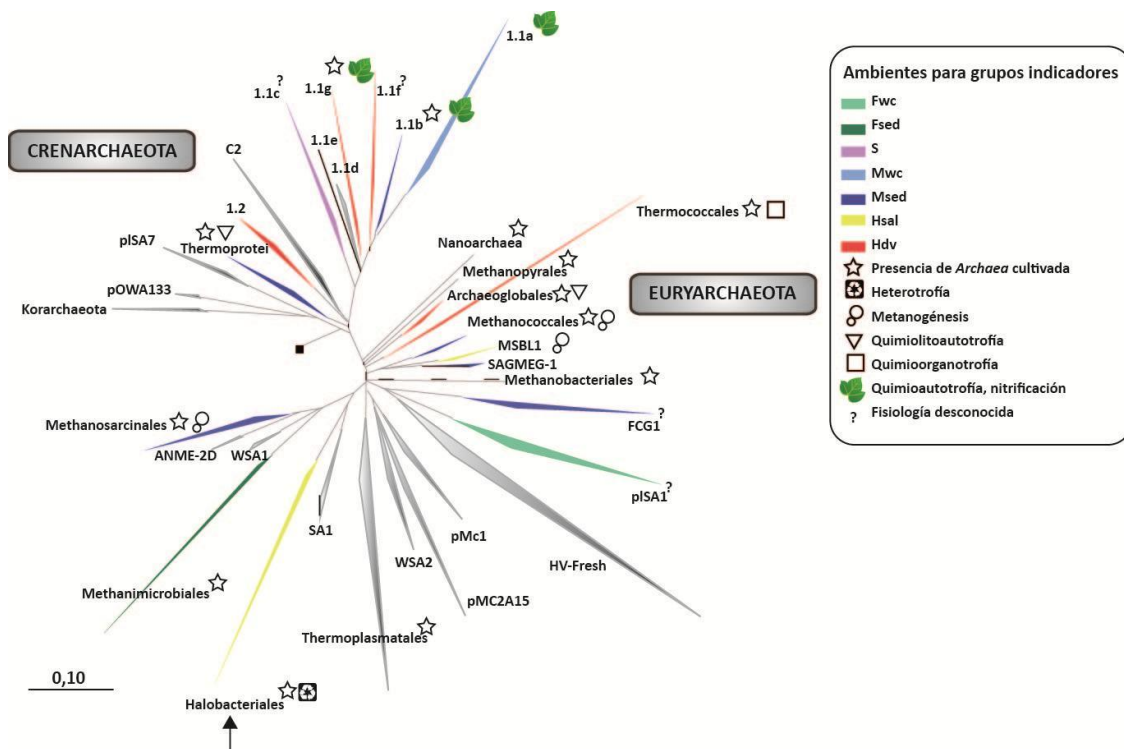 1.1a
1.1g
?
1.1c
?
1.1f
1.1b
1.1e
1.1d
CRENARCHAEOTA
C2
1.2
Thermoprotei
plSA7
pOWA133
Korarchaeota
Thermococcales
Nanoarchaea
Methanopyrales
Archaeoglobales
EURYARCHAEOTA
Methanococcales
MSBL1
SAGMEG-1
Methanobacteriales
FCG1
?
plSA1
?
HV-Fresh
pMc1
WSA2
pMC2A15
Thermoplasmatales
SA1
Methanosarcinales
ANME-2D
WSA1
Methanimicrobiales
0,10
Halobacteriales
Ambientes para grupos indicadores
Fwc
Fsed
S
Mwc
Msed
Hsal
Hdv
Presencia de Archaea cultivada
Heterotrofía
Metanogénesis
Quimiolitoautotrofía
Quimioorganotrofía
Quimioautotrofía, nitrificación
? Fisiología desconocida